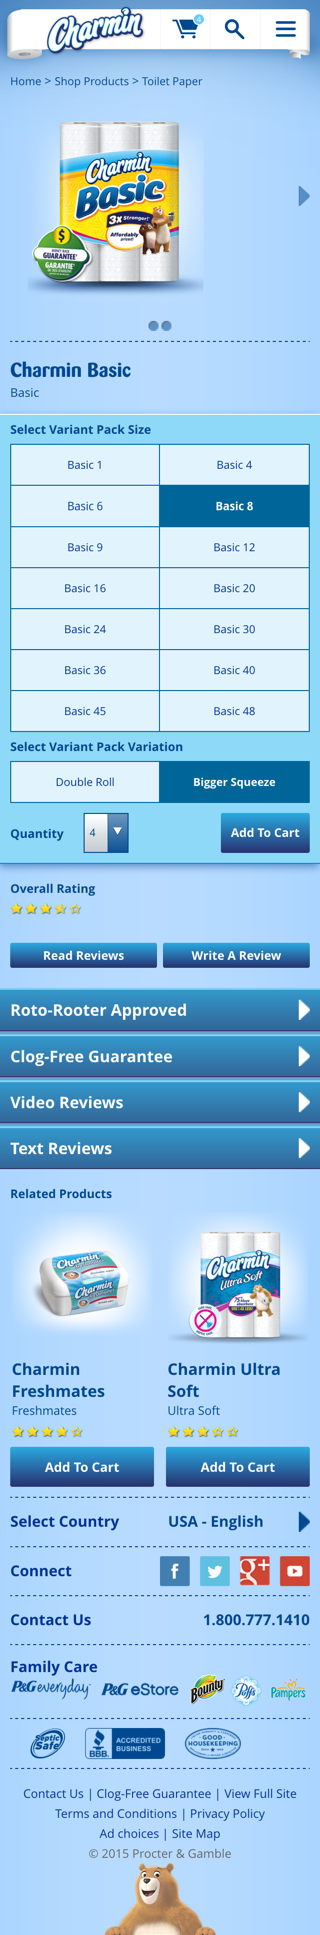 Charmin
4
Home > Shop Products > Toilet Paper
Charmin
Basic
3x Stronger*
Affordably
priced!
$
GUARANTEE*
GARANTIE
Charmin Basic
Basic
Select Variant Pack Size
Basic 1
Basic 4
Basic 6
Basic 8
Basic 9
Basic 12
Basic 16
Basic 20
Basic 24
Basic 30
Basic 36
Basic 40
Basic 45
Basic 48
Select Variant Pack Variation
Double Roll
Bigger Squeeze
Quantity
4
Add To Cart
Overall Rating
Read Reviews
Write A Review
Roto-Rooter Approved
Clog-Free Guarantee
Video Reviews
Text Reviews
Related Products
Charmin
freshmates
Charmin
Charmin
Ultra Soft
Charmin
Freshmates
Freshmates
Charmin Ultra
Soft
Ultra Soft
Add To Cart
Add To Cart
Select Country
USA - English
Connect
f
g+
Contact Us
1.800.777.1410
Family Care
P&G everyday
P&G eStore
Bounty
Puffs
Pampers
Septic
Safe
BBB
ACCREDITED
BUSINESS
GOOD
HOUSEKEEPING
Contact Us | Clog-Free Guarantee | View Full Site
Terms and Conditions | Privacy Policy
Ad choices | Site Map
© 2015 Procter & Gamble